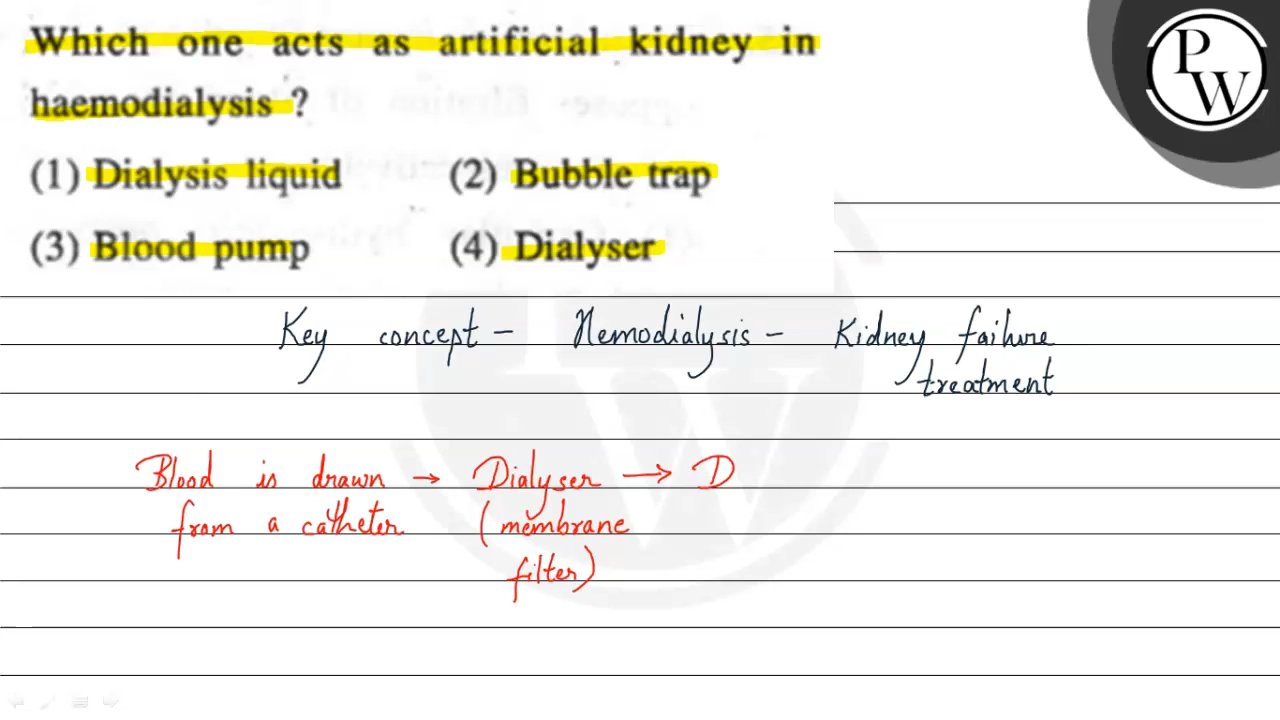 Which one acts as artificial kidney in
haemodialysis ?
(1) Dialysis liquid (2) Bubble trap
(3) Blood pump (4) Dialyser
PW
Key concept - Hemodialysis - Kidney failure
treatment
Blood is drawn → Dialyser → D
from a catheter (membrane
filter)